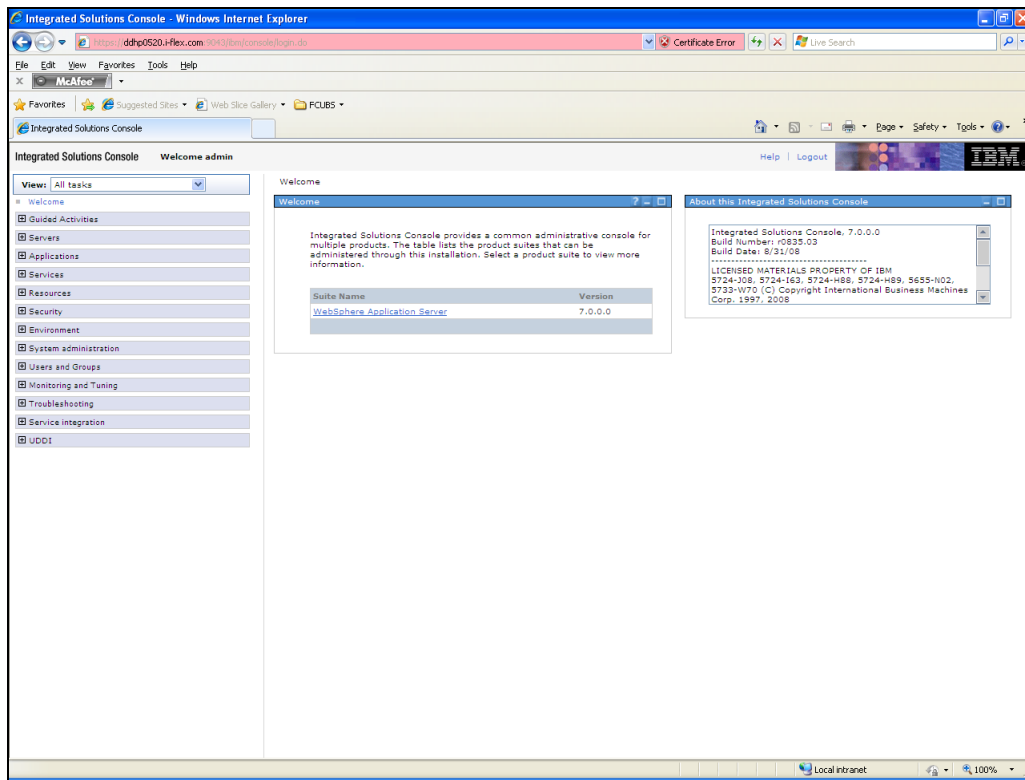 Integrated Solutions Console - Windows Internet Explorer
https://ddhp0520.i-flex.com:9043/ibm/console/login.do
Certificate Error
Live Search
File Edit View Favorites Tools Help
McAfee
Favorites
Suggested Sites
Web Slice Gallery
FCUBS
Integrated Solutions Console
Page
Safety
Tools
Integrated Solutions Console Welcome admin
Help | Logout
IBM.
View: All tasks
Welcome
Guided Activities
Servers
Applications
Services
Resources
Security
Environment
System administration
Users and Groups
Monitoring and Tuning
Troubleshooting
Service integration
UDDI
Welcome
Welcome
Integrated Solutions Console provides a common administrative console for
multiple products. The table lists the product suites that can be
administered through this installation. Select a product suite to view more
information.
Suite Name Version
WebSphere Application Server 7.0.0.0
About this Integrated Solutions Console
Integrated Solutions Console, 7.0.0.0
Build Number: r0835.03
Build Date: 8/31/08
------------------------------------
LICENSED MATERIALS PROPERTY OF IBM
5724-J08, 5724-I63, 5724-H88, 5724-H89, 5655-N02,
5733-W70 (C) Copyright International Business Machines
Corp. 1997, 2008
Local intranet
100%